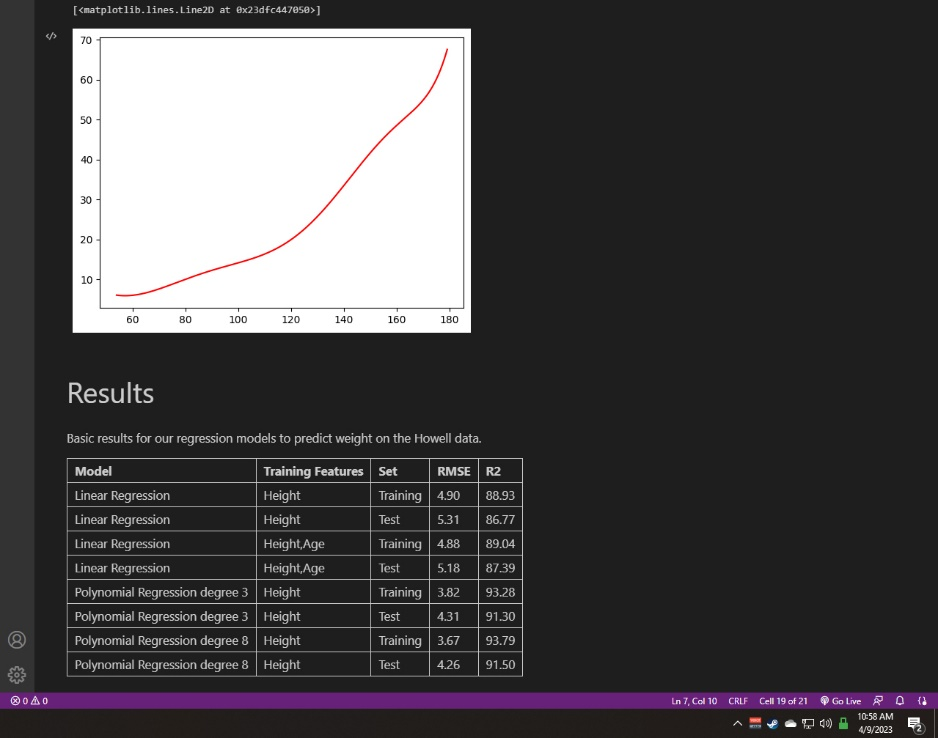 [<matplotlib.lines.Line2D at 0x23dfc447050>]
70
60
50
40
30
20
10
60 80 100 120 140 160 180
Results
Basic results for our regression models to predict weight on the Howell data.
Model Training Features Set RMSE R2
Linear Regression Height Training 4.90 88.93
Linear Regression Height Test 5.31 86.77
Linear Regression Height,Age Training 4.88 89.04
Linear Regression Height,Age Test 5.18 87.39
Polynomial Regression degree 3 Height Training 3.82 93.28
Polynomial Regression degree 3 Height Test 4.31 91.30
Polynomial Regression degree 8 Height Training 3.67 93.79
Polynomial Regression degree 8 Height Test 4.26 91.50
0 0 Ln 7, Col 10 CRLF Cell 19 of 21 Go Live
10:58 AM
4/9/2023
2